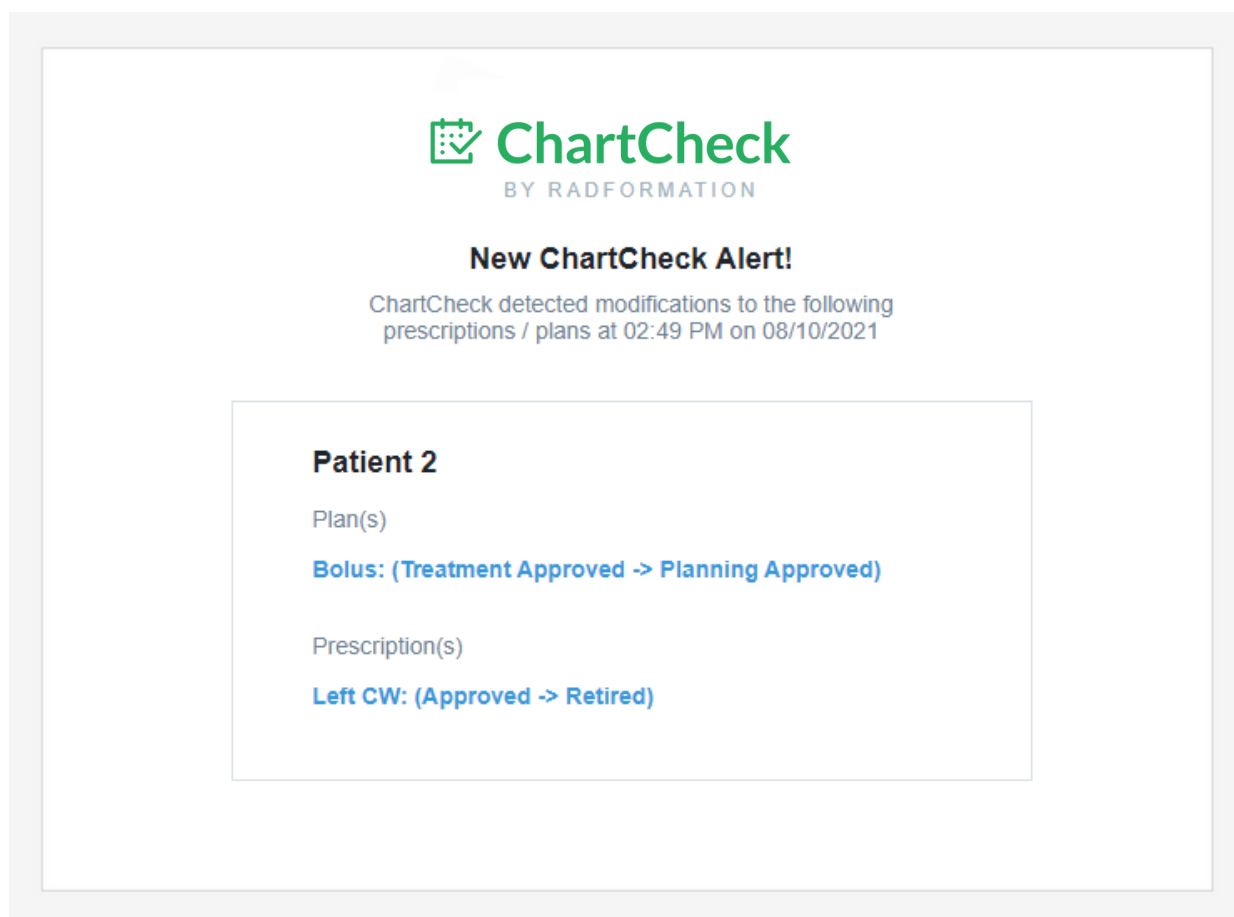 ChartCheck
BY RADFORMATION
New ChartCheck Alert!
ChartCheck detected modifications to the following
prescriptions / plans at 02:49 PM on 08/10/2021
Patient 2
Plan(s)
Bolus: (Treatment Approved -> Planning Approved)
Prescription(s)
Left CW: (Approved -> Retired)